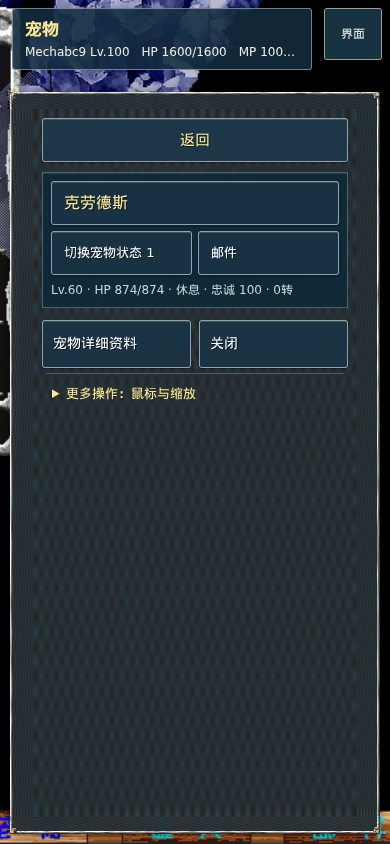 宠物
Mechabc9 Lv.100 HP 1600/1600 MP 100...
界面
返回
克劳德斯
切换宠物状态 1
邮件
Lv.60 · HP 874/874 · 休息 · 忠诚 100 · 0转
宠物详细资料
关闭
▶ 更多操作: 鼠标与缩放